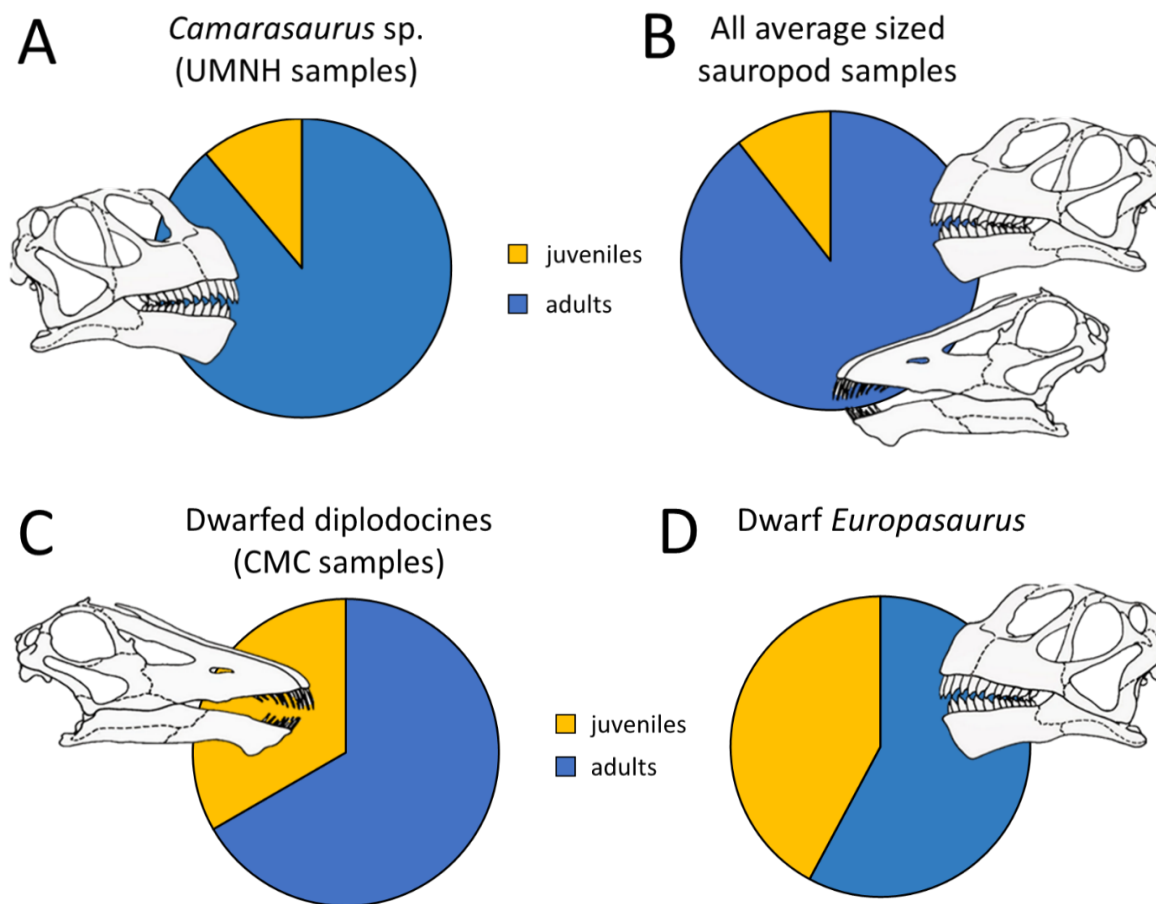 A
Camarasaurus sp.
(UMNH samples)
B
All average sized
sauropod samples
juveniles
adults
C
Dwarfed diplodocines
(CMC samples)
D
Dwarf Europasaurus
juveniles
adults